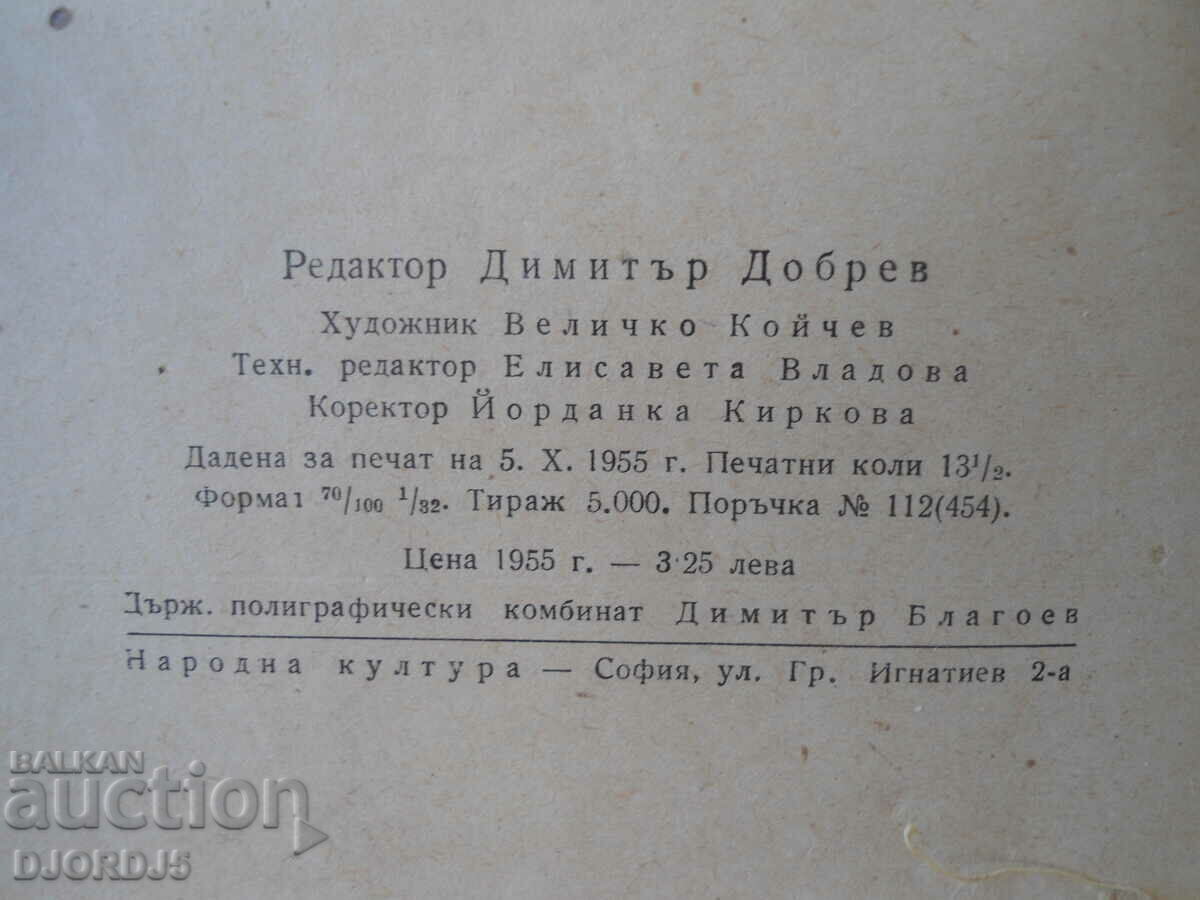 Редактор Димитър Добрев
Художник Величко Койчев
Техн. редактор Елисавета Владова
Коректор Йорданка Киркова
Дадена за печат на 5. X. 1955 г. Печатни коли 13¹/₂.
Формат ⁷⁰/₁₀₀ ¹/₃₂. Тираж 5.000. Поръчка № 112(454).
Цена 1955 г. — 3·25 лева
Държ. полиграфически комбинат Димитър Благоев
Народна култура — София, ул. Гр. Игнатиев 2-а
BALKAN
auction
DJORDJ5